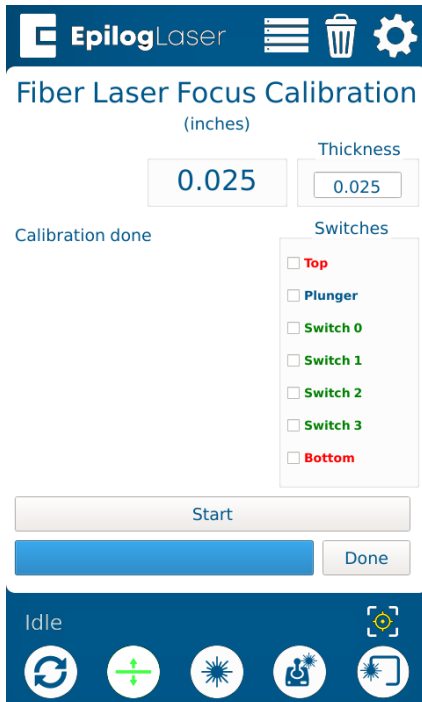 EpilogLaser
Fiber Laser Focus Calibration
(inches)
Thickness
0.025
0.025
Calibration done
Switches
Top
Plunger
Switch 0
Switch 1
Switch 2
Switch 3
Bottom
Start
Done
Idle